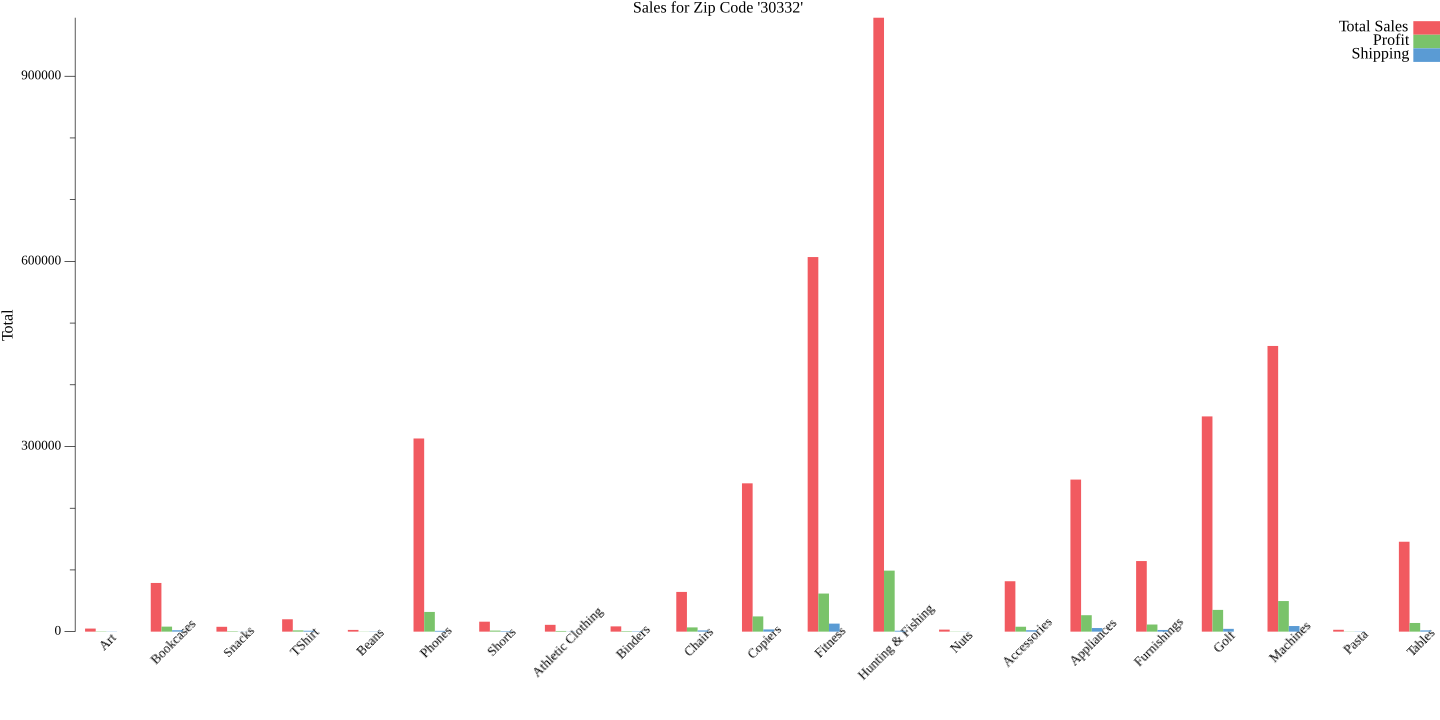 Sales for Zip Code '30332'
Total Sales
Profit
Shipping
900000
600000
300000
0
Total
Art
Bookcases
Snacks
TShirt
Beans
Phones
Shorts
Athletic Clothing
Binders
Chairs
Copiers
Fitness
Hunting & Fishing
Nuts
Accessories
Appliances
Furnishings
Golf
Machines
Pasta
Tables